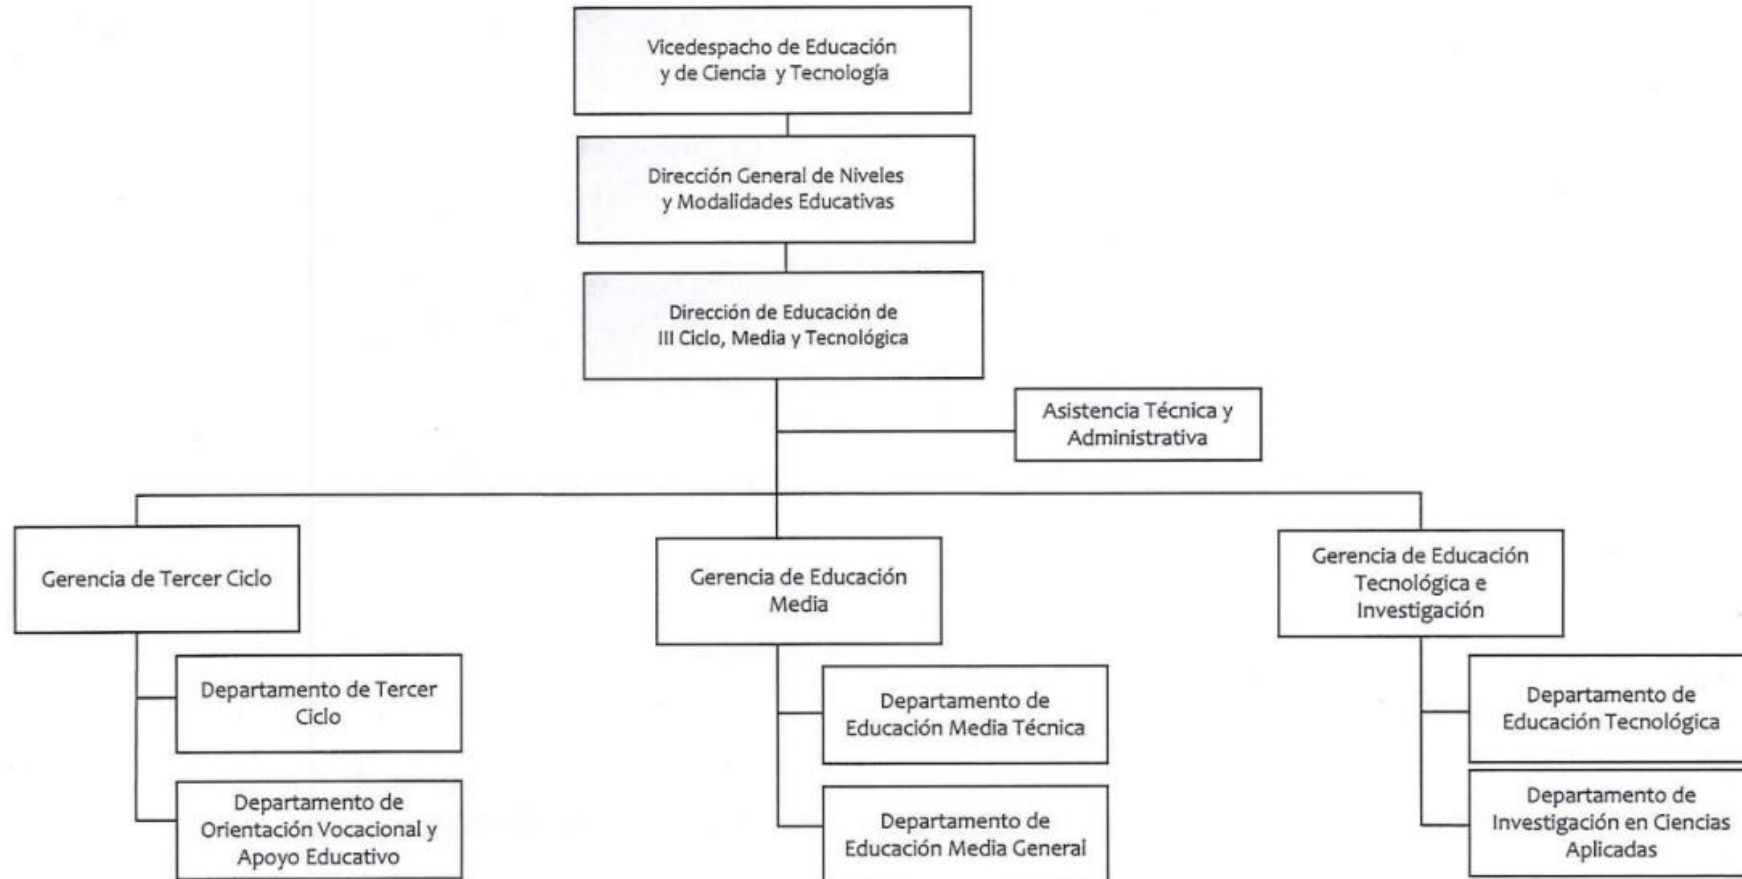 Vicedespacho de Educación
y de Ciencia y Tecnología
Dirección General de Niveles
y Modalidades Educativas
Dirección de Educación de
III Ciclo, Media y Tecnológica
Asistencia Técnica y
Administrativa
Gerencia de Tercer Ciclo
Gerencia de Educación
Media
Gerencia de Educación
Tecnológica e
Investigación
Departamento de Tercer
Ciclo
Departamento de
Orientación Vocacional y
Apoyo Educativo
Departamento de
Educación Media Técnica
Departamento de
Educación Media General
Departamento de
Educación Tecnológica
Departamento de
Investigación en Ciencias
Aplicadas